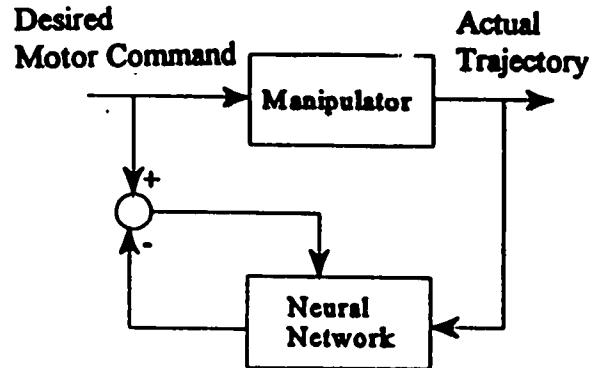 Desired
Motor Command
Actual
Trajectory
Manipulator
+
-
Neural
Network